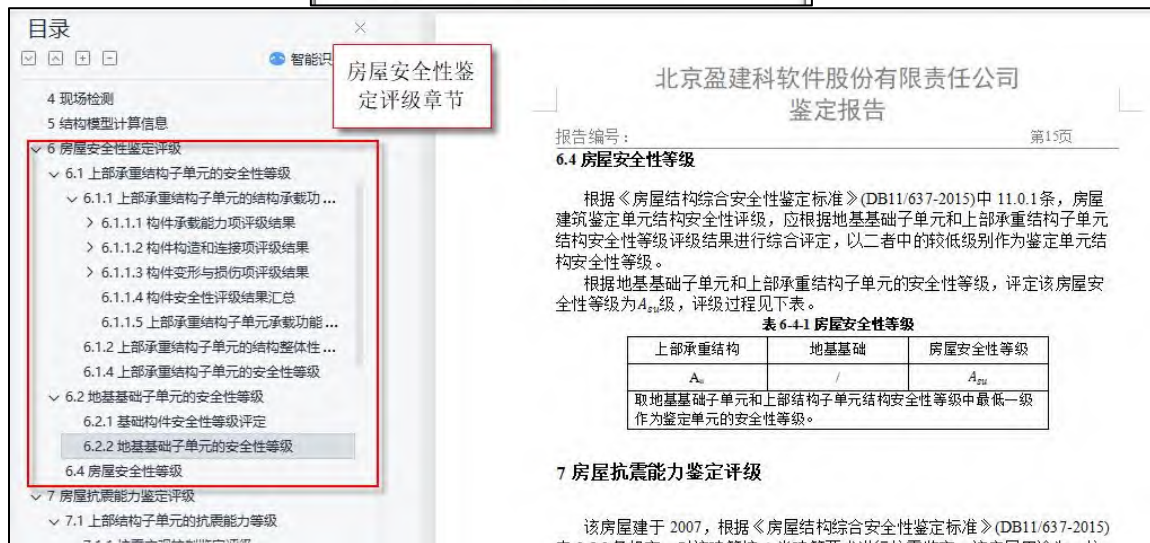 目录
智能识
房屋安全性鉴
定评级章节
4 现场检测
5 结构模型计算信息
6 房屋安全性鉴定评级
6.1 上部承重结构子单元的安全性等级
6.1.1 上部承重结构子单元的结构承载功...
6.1.1.1 构件承载能力项评级结果
6.1.1.2 构件构造和连接项评级结果
6.1.1.3 构件变形与损伤项评级结果
6.1.1.4 构件安全性评级结果汇总
6.1.1.5 上部承重结构子单元承载功能...
6.1.2 上部承重结构子单元的结构整体性...
6.1.4 上部承重结构子单元的安全性等级
6.2 地基基础子单元的安全性等级
6.2.1 基础构件安全性等级评定
6.2.2 地基基础子单元的安全性等级
6.4 房屋安全性等级
7 房屋抗震能力鉴定评级
7.1 上部结构子单元的抗震能力等级
北京盈建科软件股份有限责任公司
鉴定报告
报告编号: 第15页
6.4 房屋安全性等级
根据《房屋结构综合安全性鉴定标准》(DB11/637-2015)中 11.0.1条,房屋
建筑鉴定单元结构安全性评级,应根据地基基础子单元和上部承重结构子单元
结构安全性等级评级结果进行综合评定,以二者中的较低级别作为鉴定单元结
构安全性等级。
根据地基基础子单元和上部承重结构子单元的安全性等级,评定该房屋安
全性等级为Asu级,评级过程见下表。
表 6-4-1 房屋安全性等级
上部承重结构 地基基础 房屋安全性等级
Au / Asu
取地基基础子单元和上部结构子单元结构安全性等级中最低一级
作为鉴定单元的安全性等级。
7 房屋抗震能力鉴定评级
该房屋建于 2007,根据《房屋结构综合安全性鉴定标准》(DB11/637-2015)